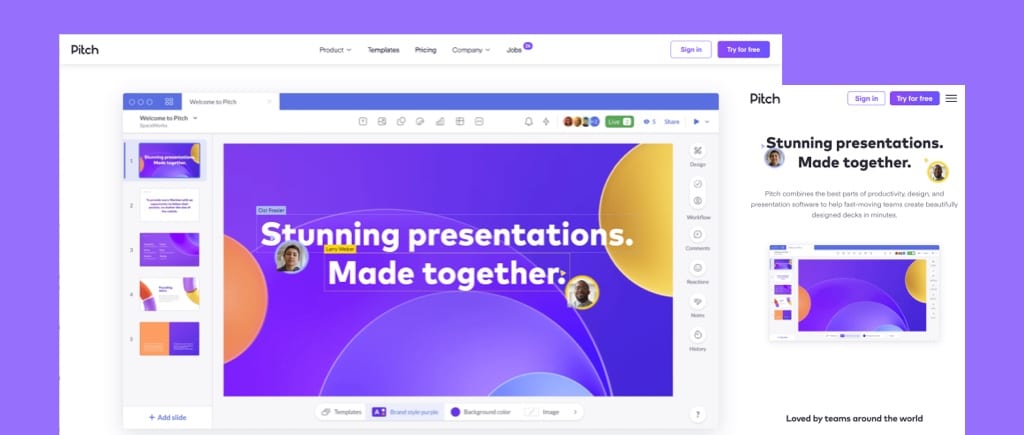 Pitch
Product
Templates
Pricing
Company
Jobs
26
Sign in
Try for free
Welcome to Pitch
Welcome to Pitch
SpaceWorks
Live 2
5
Share
1
Stunning presentations.
Made together.
2
3
4
5
+ Add slide
Stunning presentations.
Larry Weber
Made together.
Design
Workflow
Comments
Reactions
Notes
History
?
Templates
Brand style purple
Background color
Image
Pitch
Sign in
Try for free
Stunning presentations.
Made together.
Pitch combines the best parts of productivity, design, and
presentation software to help fast-moving teams create beautifully
designed decks in minutes.
Loved by teams around the world